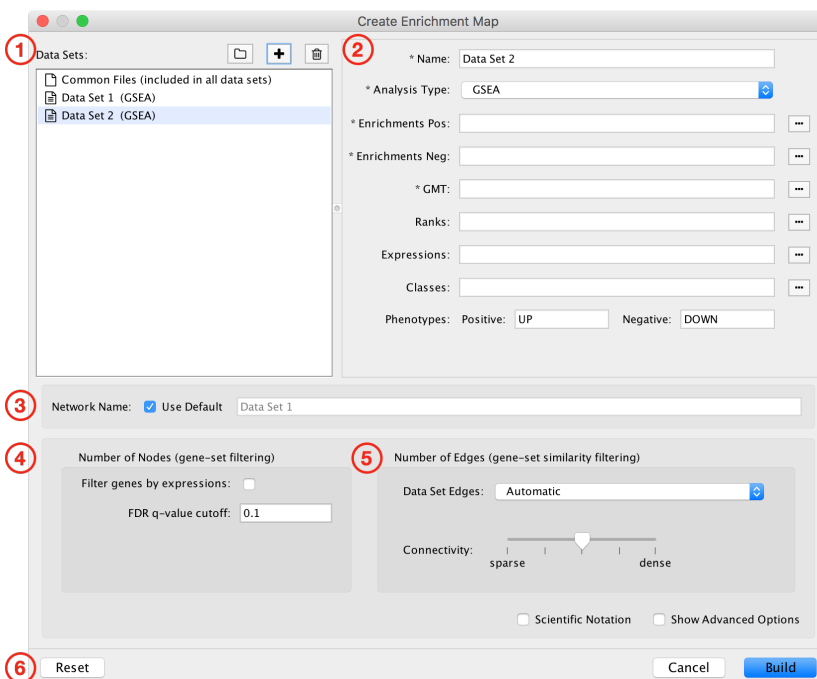 Create Enrichment Map
1
Data Sets:
Common Files (included in all data sets)
Data Set 1 (GSEA)
Data Set 2 (GSEA)
2
* Name: Data Set 2
* Analysis Type: GSEA
* Enrichments Pos:
* Enrichments Neg:
* GMT:
Ranks:
Expressions:
Classes:
Phenotypes: Positive: UP Negative: DOWN
3
Network Name: Use Default Data Set 1
4
Number of Nodes (gene-set filtering)
Filter genes by expressions:
FDR q-value cutoff: 0.1
5
Number of Edges (gene-set similarity filtering)
Data Set Edges: Automatic
Connectivity:
sparse dense
Scientific Notation Show Advanced Options
6
Reset Cancel Build